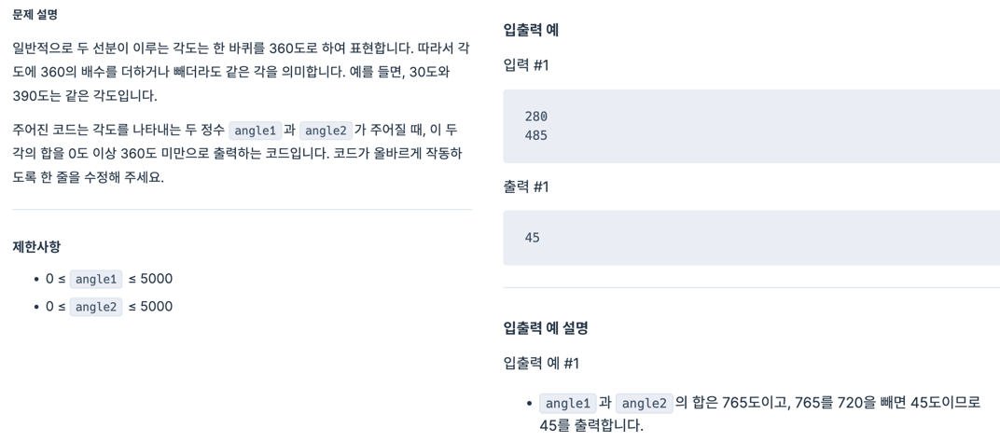 문제 설명
일반적으로 두 선분이 이루는 각도는 한 바퀴를 360도로 하여 표현합니다. 따라서 각
도에 360의 배수를 더하거나 빼더라도 같은 각을 의미합니다. 예를 들면, 30도와
390도는 같은 각도입니다.
주어진 코드는 각도를 나타내는 두 정수 angle1 과 angle2 가 주어질 때, 이 두
각의 합을 0도 이상 360도 미만으로 출력하는 코드입니다. 코드가 올바르게 작동하
도록 한 줄을 수정해 주세요.
제한사항
• 0 ≤ angle1 ≤ 5000
• 0 ≤ angle2 ≤ 5000
입출력 예
입력 #1
280
485
출력 #1
45
입출력 예 설명
입출력 예 #1
• angle1 과 angle2 의 합은 765도이고, 765를 720을 빼면 45도이므로
45를 출력합니다.